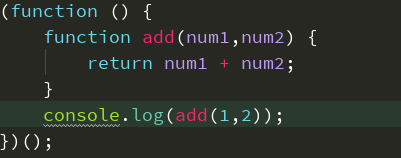 (function () {
    function add(num1,num2) {
        return num1 + num2;
    }
    console.log(add(1,2));
})();